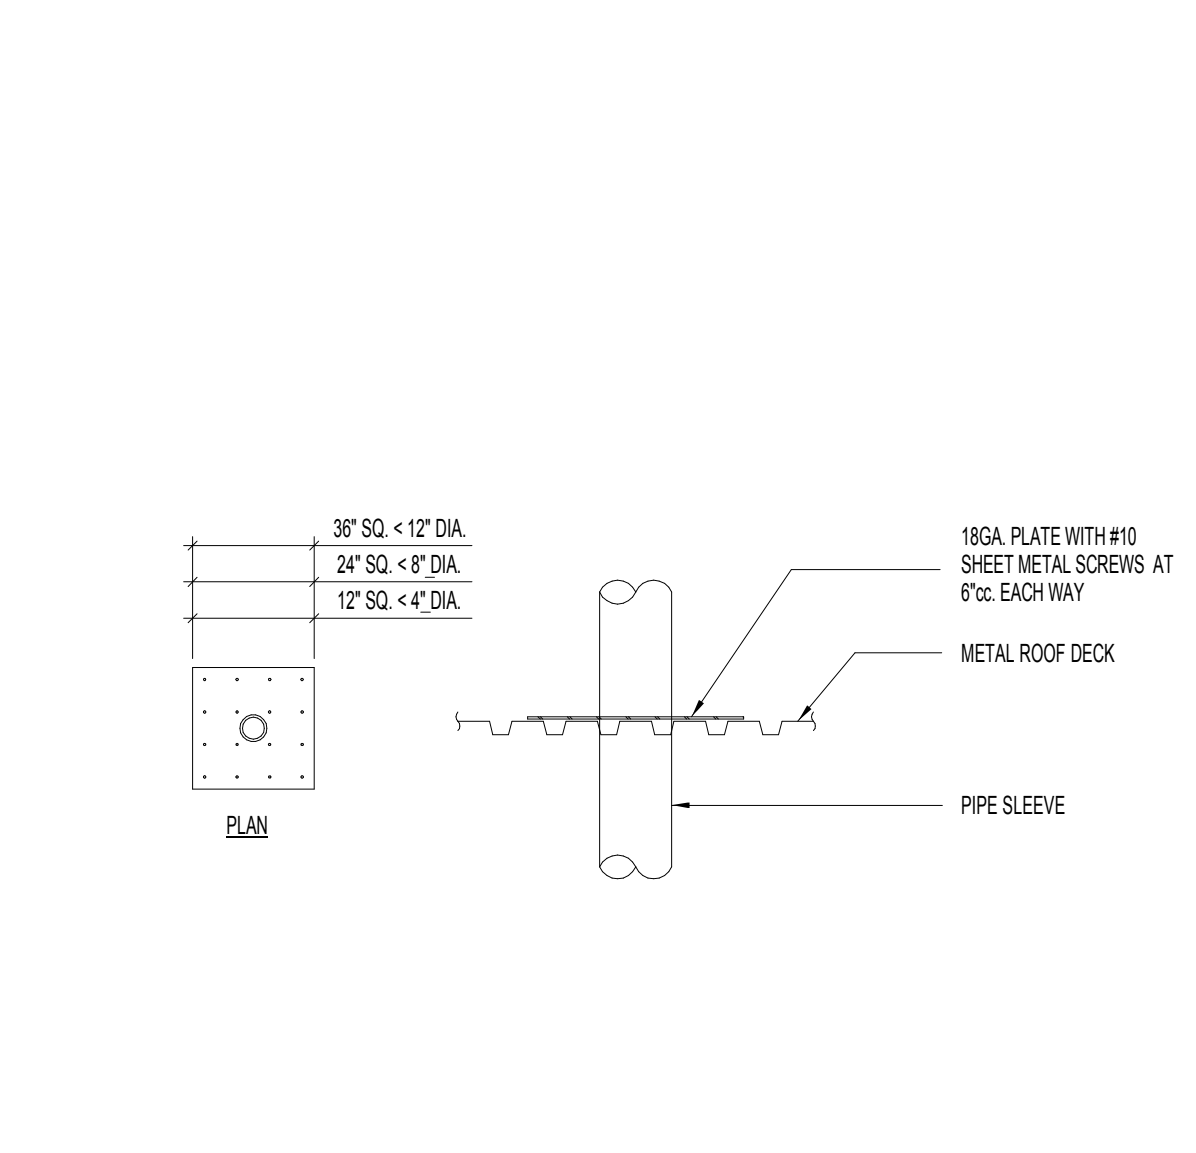 36" SQ. < 12" DIA.
24" SQ. < 8"_DIA.
12" SQ. < 4"_DIA.
PLAN
18GA. PLATE WITH #10
SHEET METAL SCREWS AT
6"cc. EACH WAY
METAL ROOF DECK
PIPE SLEEVE